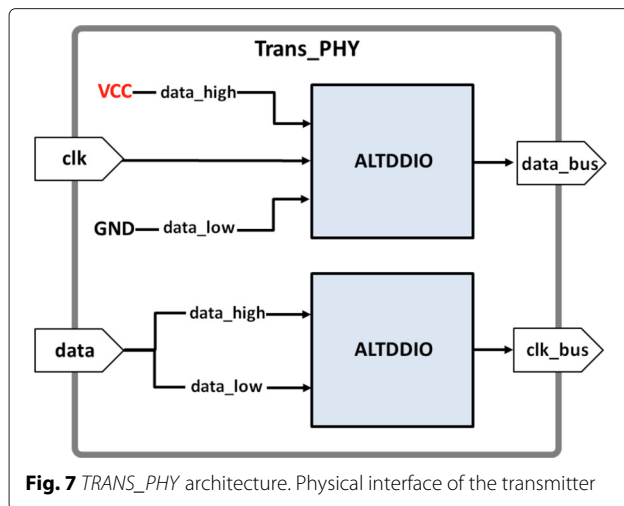 Trans_PHY
VCC data_high
clk
ALTDDIO
data_bus
GND data_low
data_high
data
ALTDDIO
clk_bus
data_low
Fig. 7 TRANS_PHY architecture. Physical interface of the transmitter